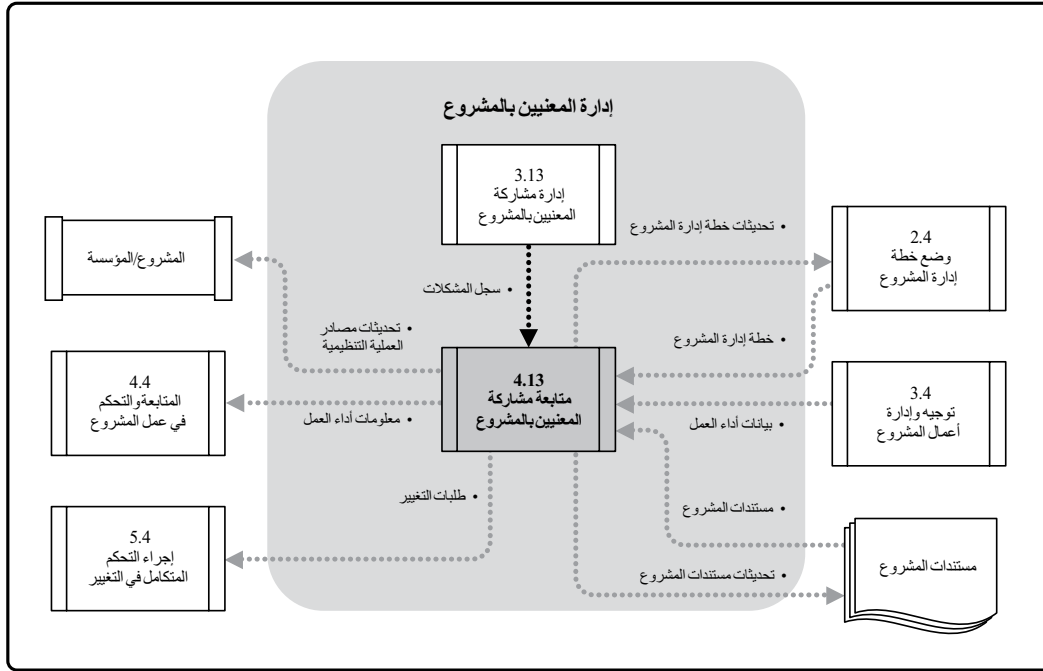 إدارة المعنيين بالمشروع
3.13
إدارة مشاركة
المعنيين بالمشروع
2.4
وضع خطة
إدارة المشروع
• تحديثات خطة إدارة المشروع
المشروع/المؤسسة
• سجل المشكلات
• خطة إدارة المشروع
• تحديثات مصادر
العملية التنظيمية
4.13
متابعة مشاركة
المعنيين بالمشروع
3.4
توجيه وإدارة
أعمال المشروع
4.4
المتابعة والتحكم
في عمل المشروع
• بيانات أداء العمل
• معلومات أداء العمل
• طلبات التغيير
• مستندات المشروع
5.4
إجراء التحكم
المتكامل في التغيير
مستندات المشروع
• تحديثات مستندات المشروع